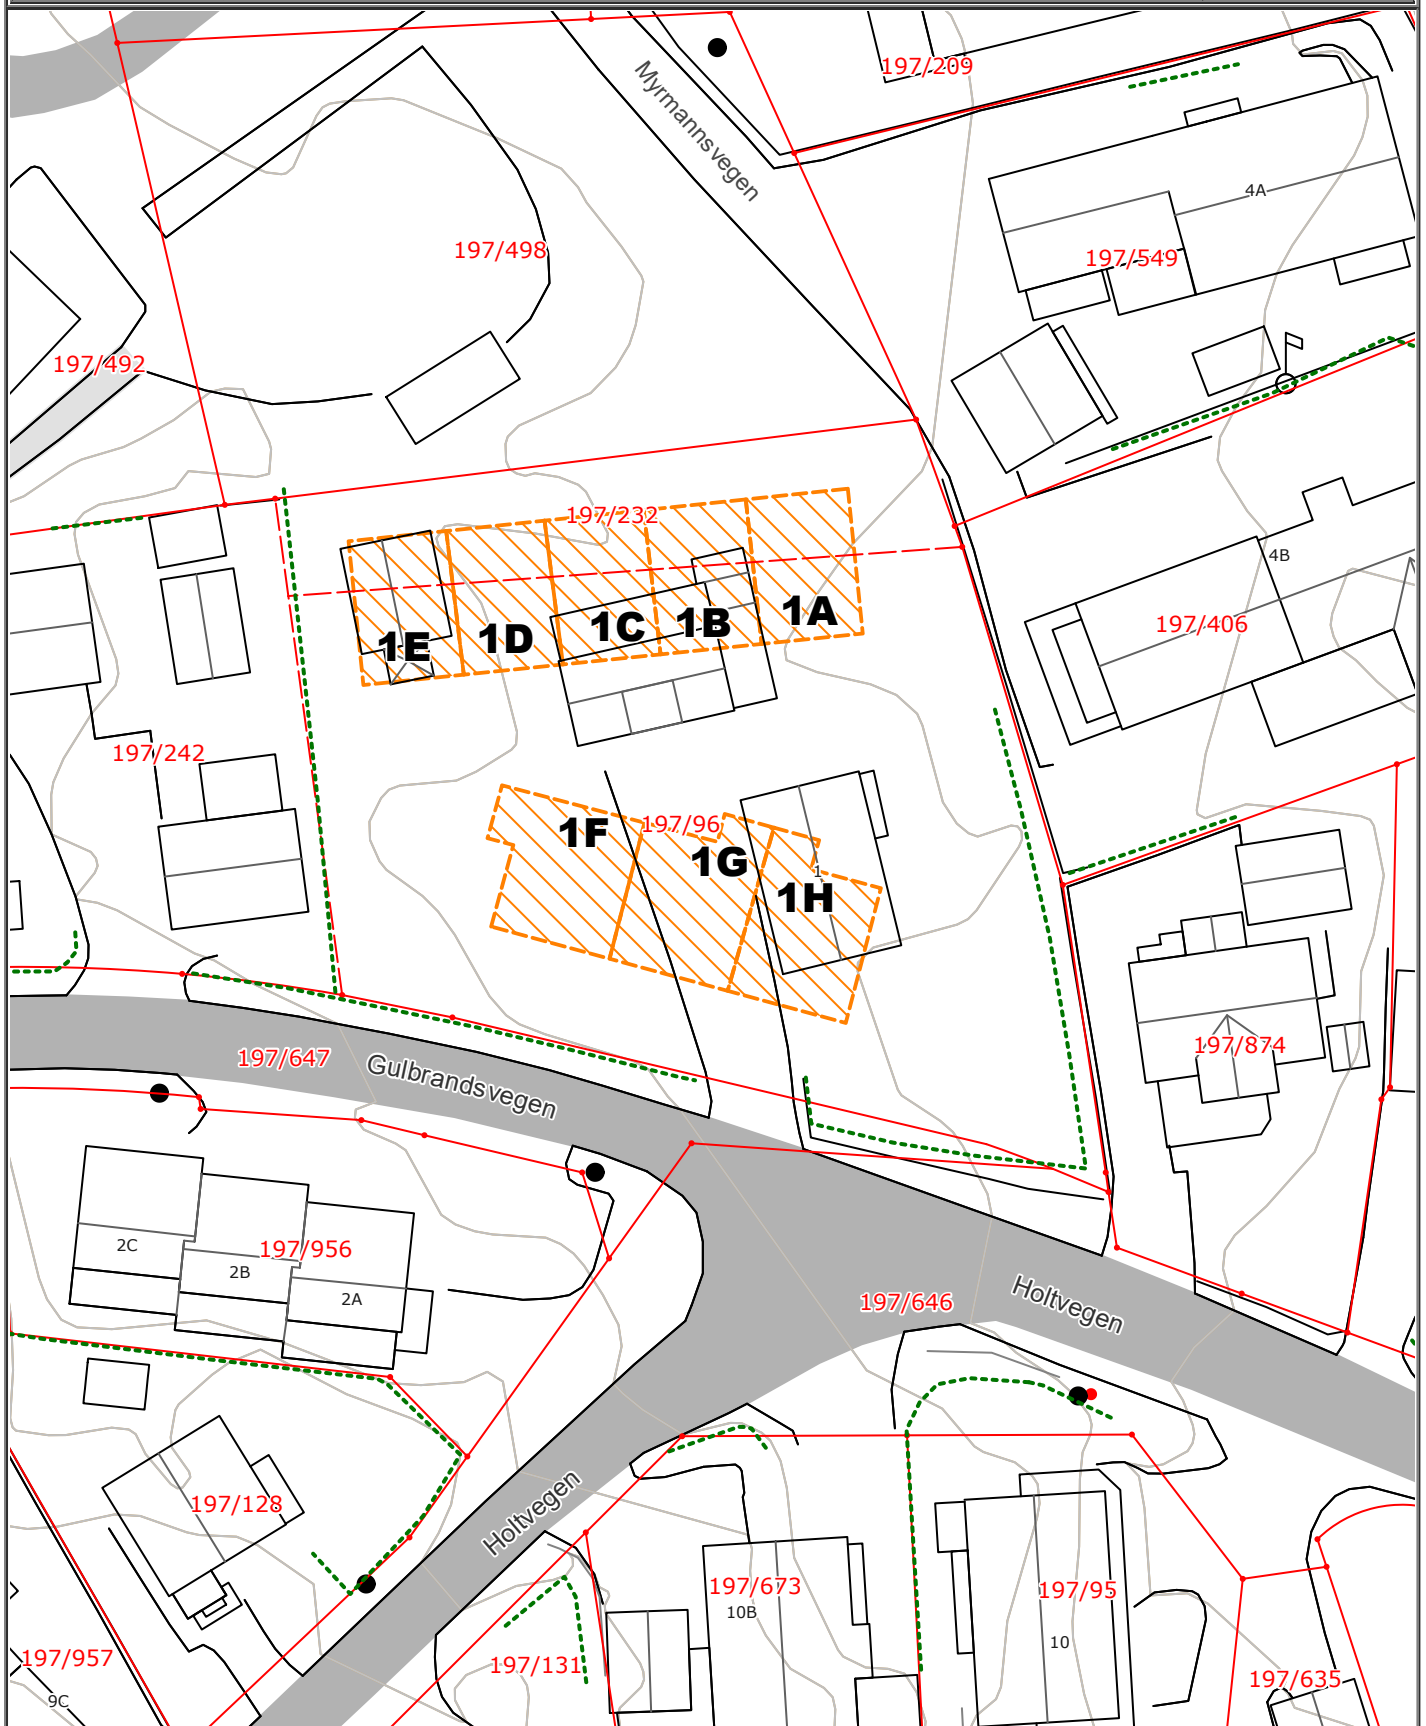 197/209
Myrmannsvegen
4A
197/498
197/549
197/492
197/232
4B
1A
1B
1C
1D
1E
197/406
197/242
197/96
1F
1G
1
1H
197/647
Gulbrandsvegen
197/874
2C
197/956
2B
2A
197/646
Holtvegen
197/128
Holtvegen
197/673
10B
197/95
10
197/957
197/131
197/635
9C